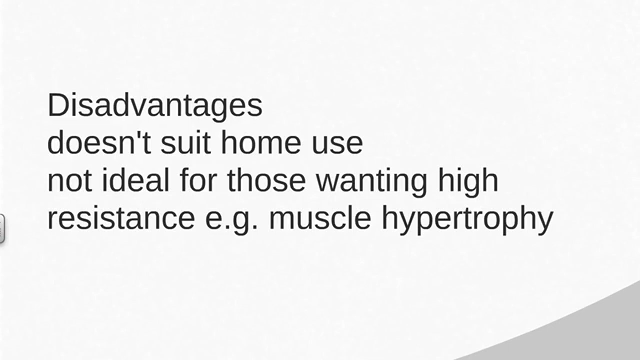 Disadvantages
doesn't suit home use
not ideal for those wanting high
resistance e.g. muscle hypertrophy